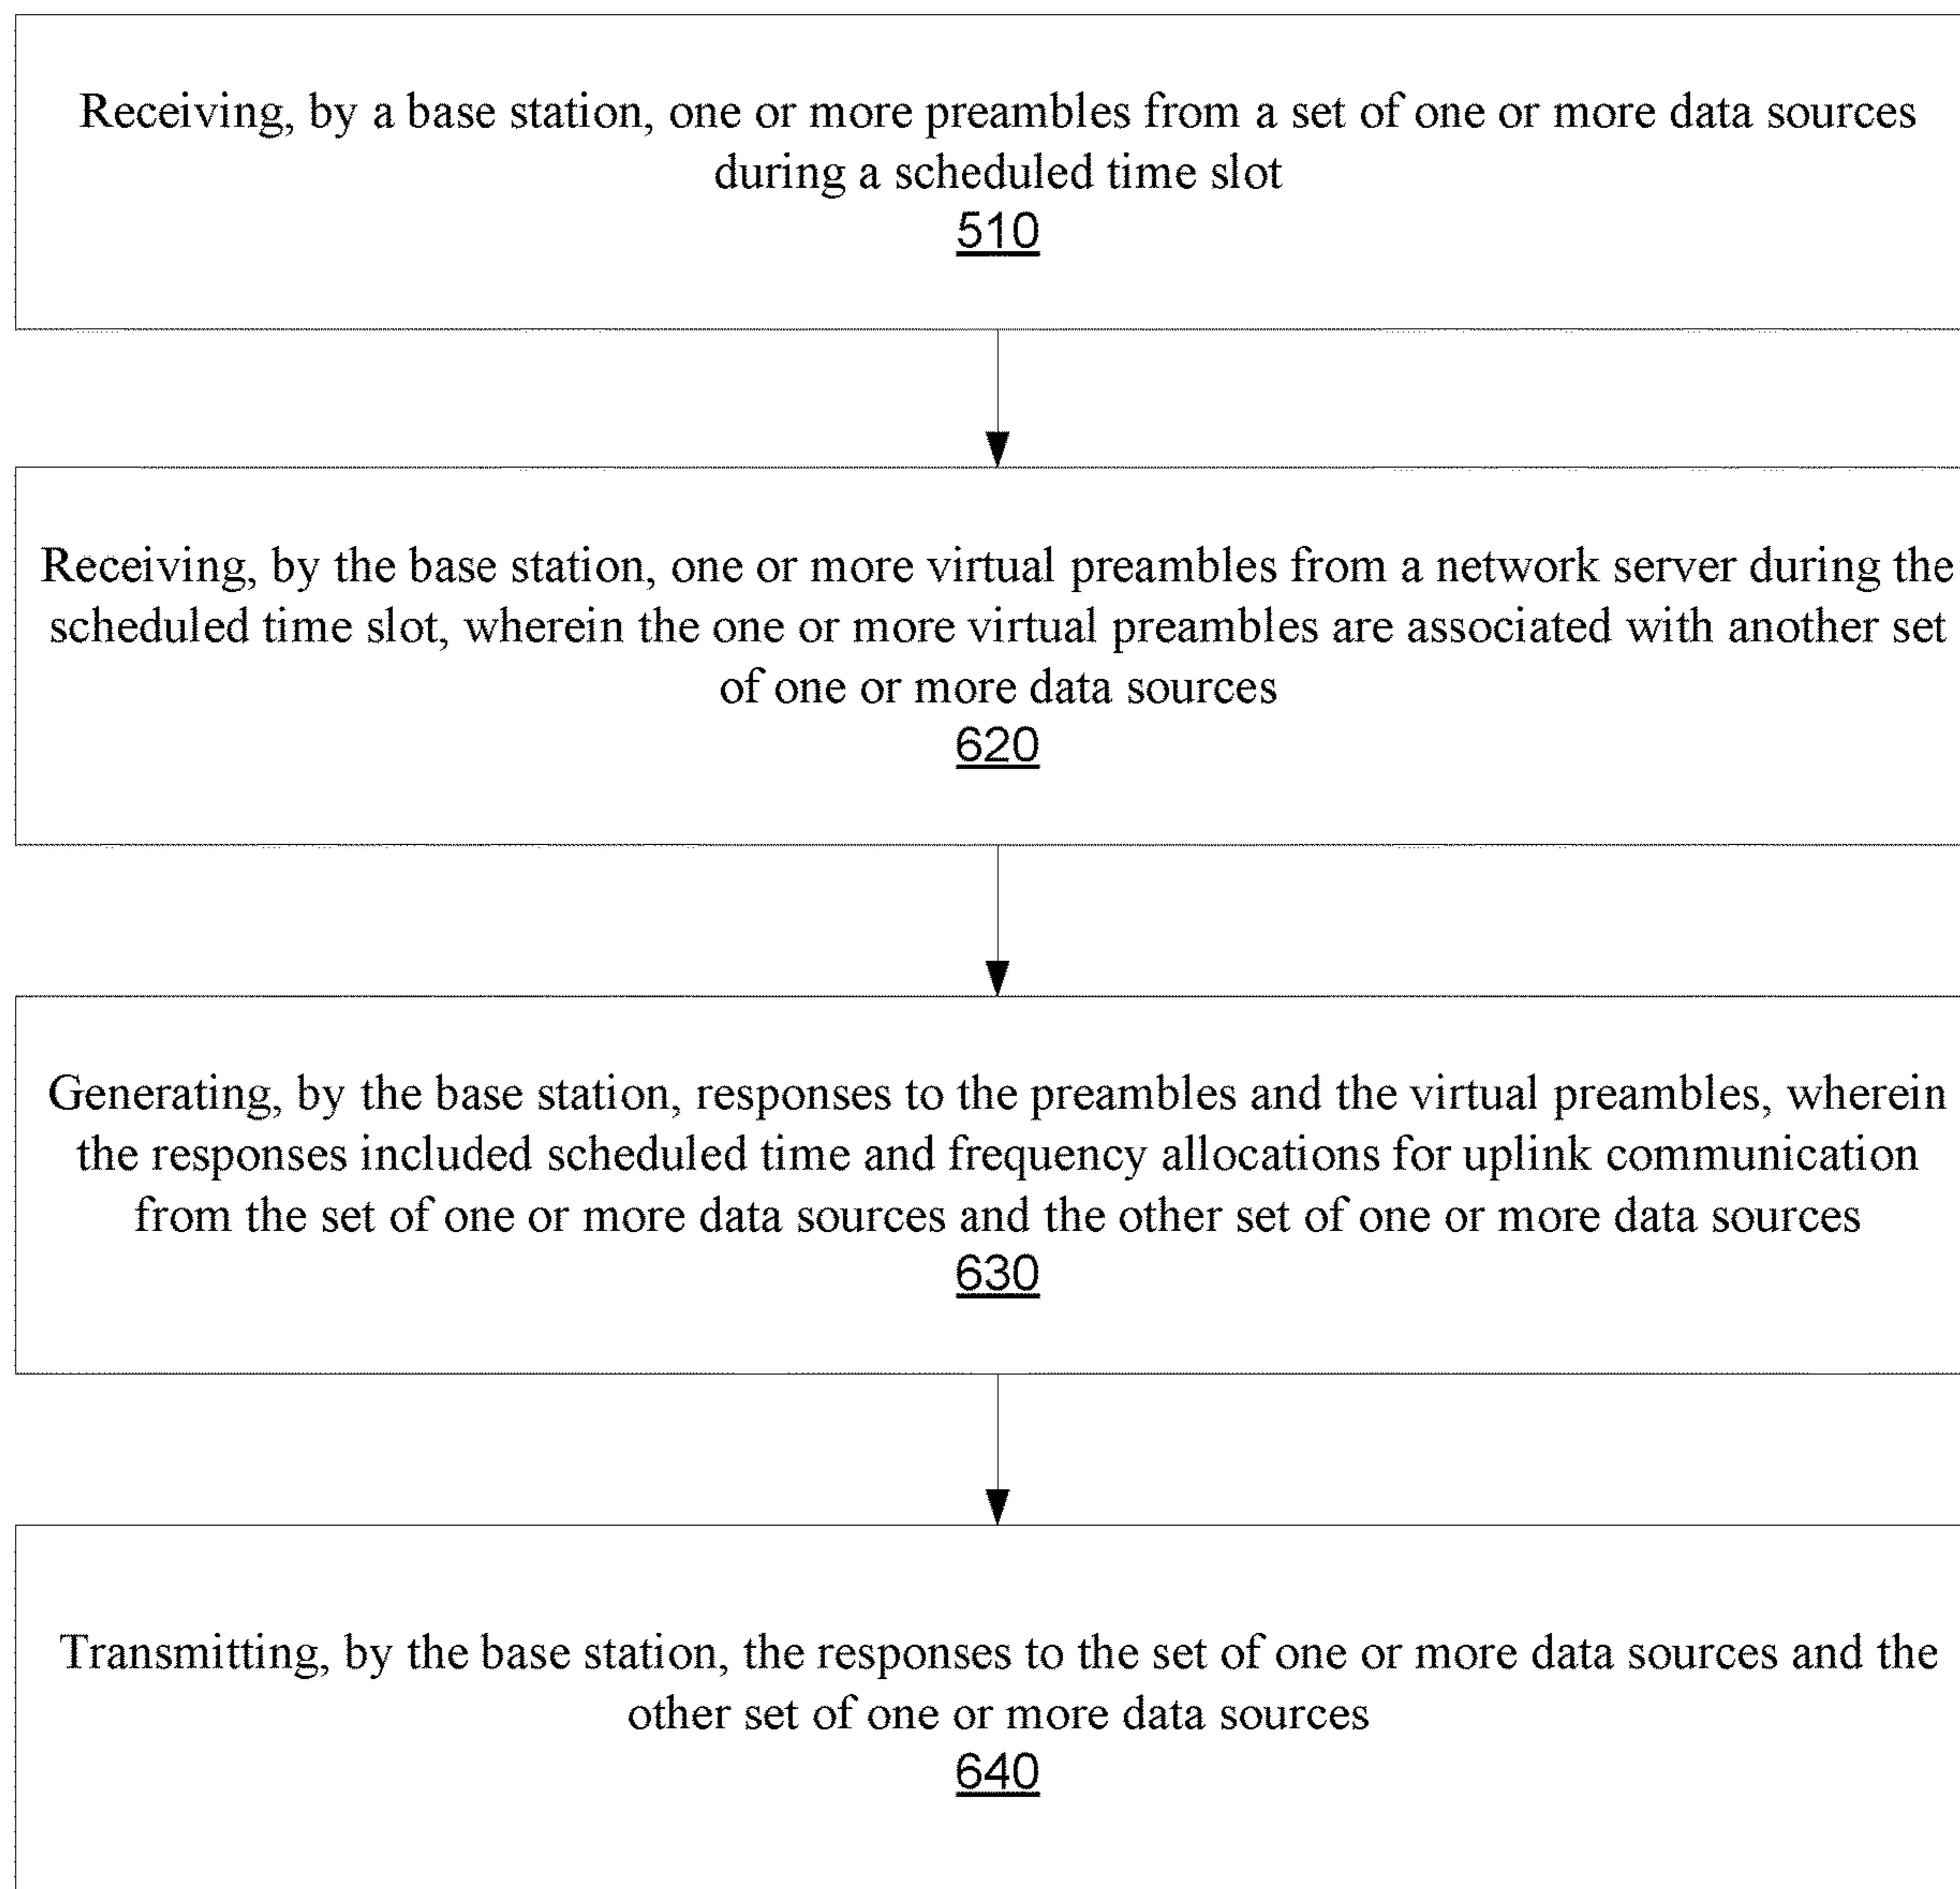 Receiving, by a base station, one or more preambles from a set of one or more data sources
during a scheduled time slot
510
Receiving, by the base station, one or more virtual preambles from a network server during the
scheduled time slot, wherein the one or more virtual preambles are associated with another set
of one or more data sources
620
Generating, by the base station, responses to the preambles and the virtual preambles, wherein
the responses included scheduled time and frequency allocations for uplink communication
from the set of one or more data sources and the other set of one or more data sources
630
Transmitting, by the base station, the responses to the set of one or more data sources and the
other set of one or more data sources
640